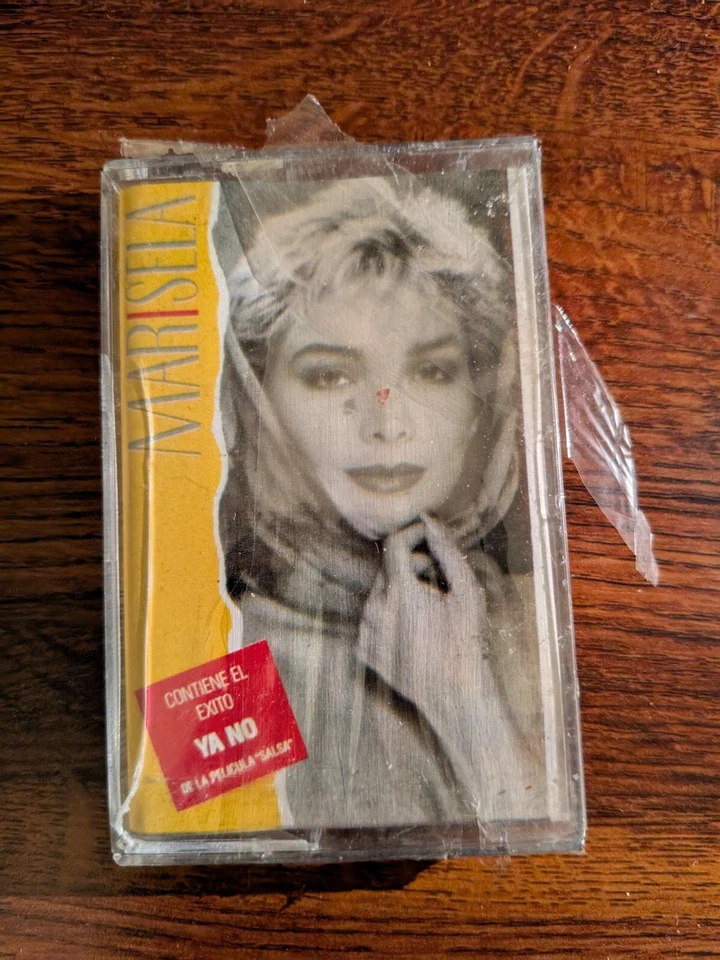 MARISELA
CONTIENE EL
EXITO
YA NO
DE LA PELICULA "SALSA"